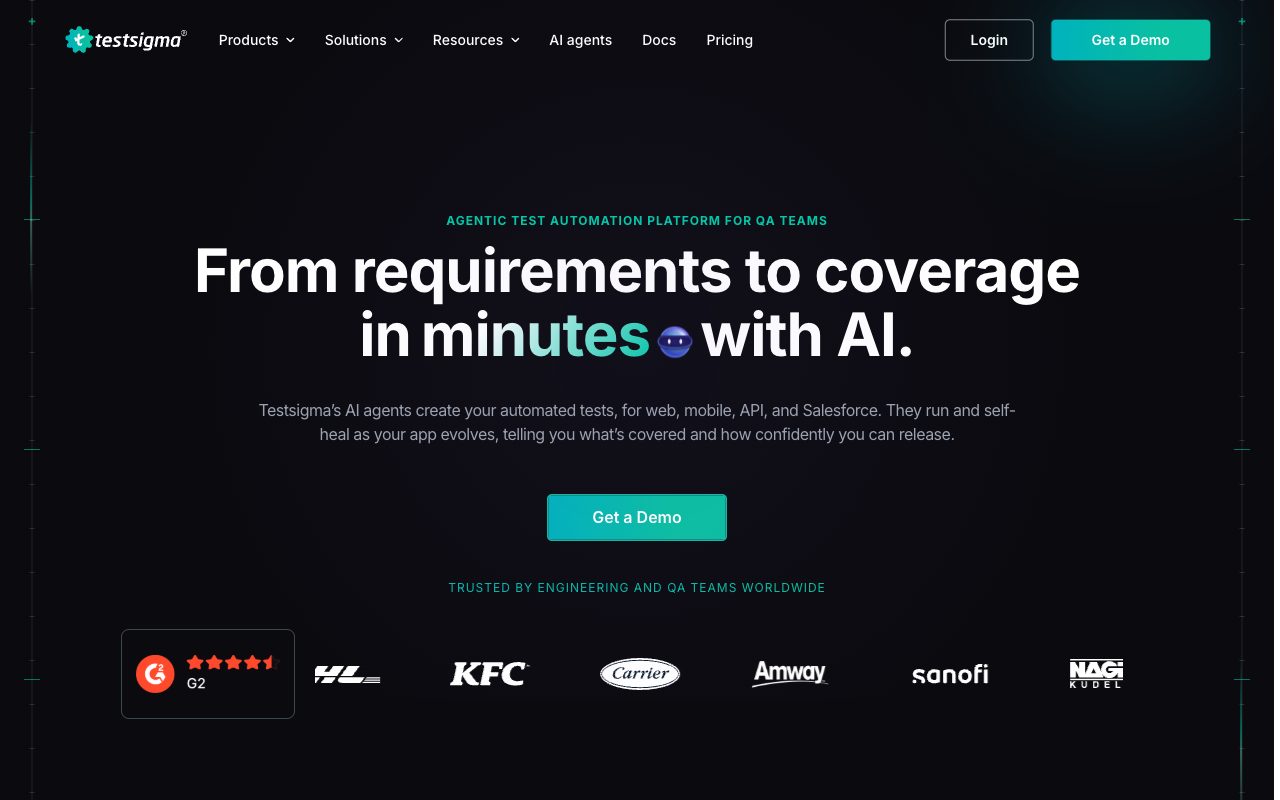 testsigma®
Products
Solutions
Resources
AI agents
Docs
Pricing
Login
Get a Demo
AGENTIC TEST AUTOMATION PLATFORM FOR QA TEAMS
From requirements to coverage
in minutes with AI.
Testsigma’s AI agents create your automated tests, for web, mobile, API, and Salesforce. They run and self-
heal as your app evolves, telling you what’s covered and how confidently you can release.
Get a Demo
TRUSTED BY ENGINEERING AND QA TEAMS WORLDWIDE
G2
G2
HL
KFC
Carrier
Amway
sanofi
NAGI
KUDEL